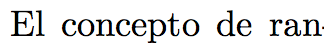 El concepto de ran-